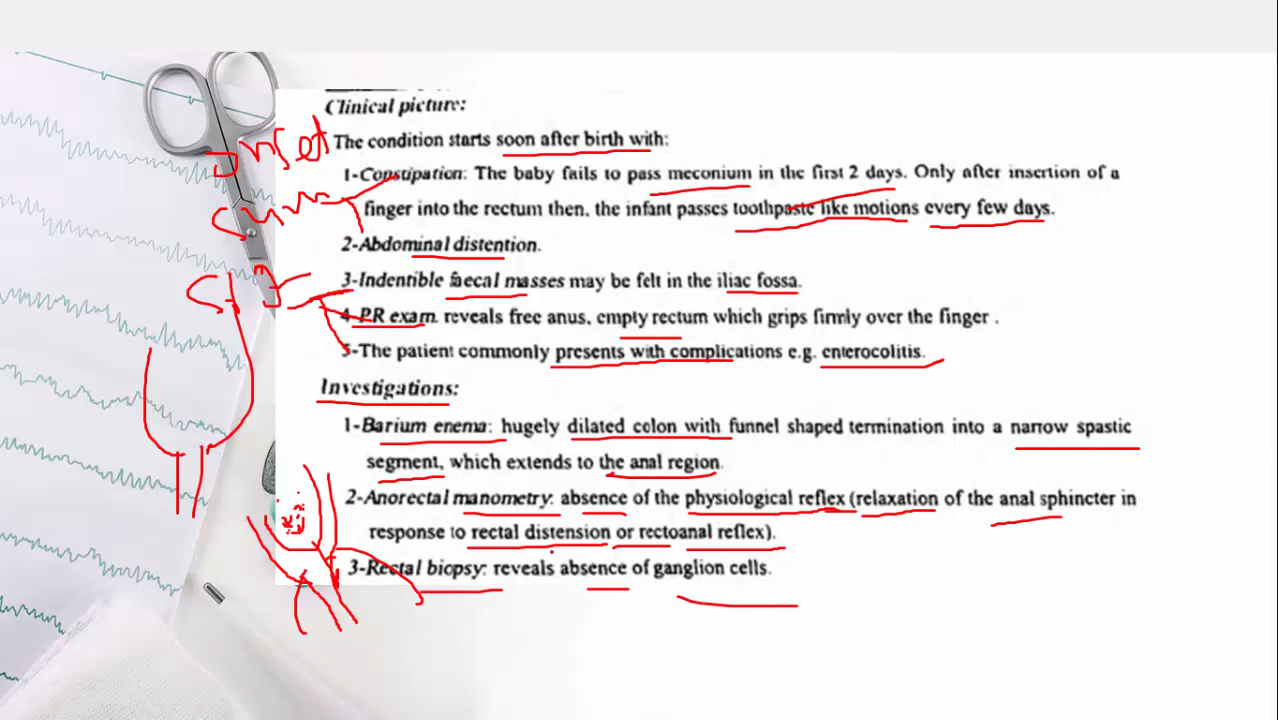 Clinical picture:
Onset
The condition starts soon after birth with:
1-Constipation: The baby fails to pass meconium in the first 2 days. Only after insertion of a
finger into the rectum then, the infant passes toothpaste like motions every few days.
2-Abdominal distention.
3-Indentible faecal masses may be felt in the iliac fossa.
4-PR exam. reveals free anus, empty rectum which grips firmly over the finger .
5-The patient commonly presents with complications e.g. enterocolitis.
Investigations:
1-Barium enema: hugely dilated colon with funnel shaped termination into a narrow spastic
segment, which extends to the anal region.
2-Anorectal manometry: absence of the physiological reflex (relaxation of the anal sphincter in
response to rectal distension or rectoanal reflex).
3-Rectal biopsy: reveals absence of ganglion cells.